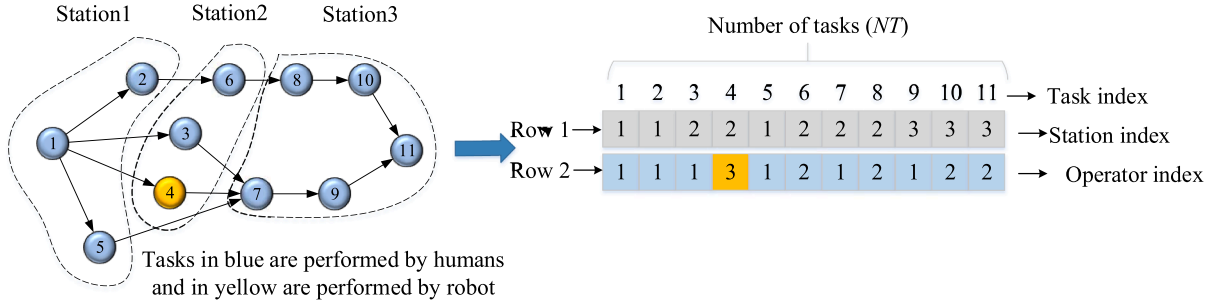 Station1 Station2 Station3
1 2 3 4 5 6 7 8 9 10 11
Tasks in blue are performed by humans
and in yellow are performed by robot
Number of tasks (NT)
1 2 3 4 5 6 7 8 9 10 11 Task index
Row 1 1 1 2 2 1 2 2 2 3 3 3 Station index
Row 2 1 1 1 3 1 2 1 2 1 2 2 Operator index